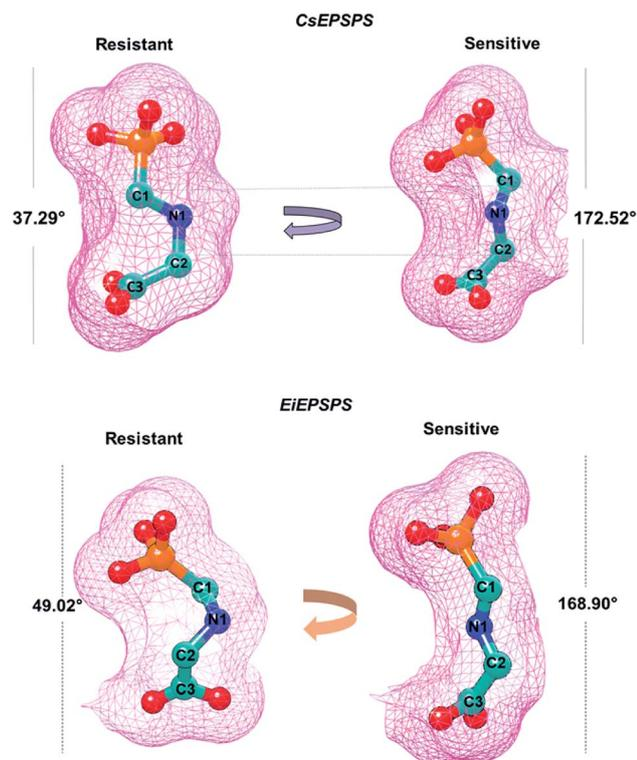 CsEPSPS
Resistant
Sensitive
C1
N1
C2
C3
37.29°
C1
N1
C2
C3
172.52°
EiEPSPS
Resistant
Sensitive
C1
N1
C2
C3
49.02°
C1
N1
C2
C3
168.90°